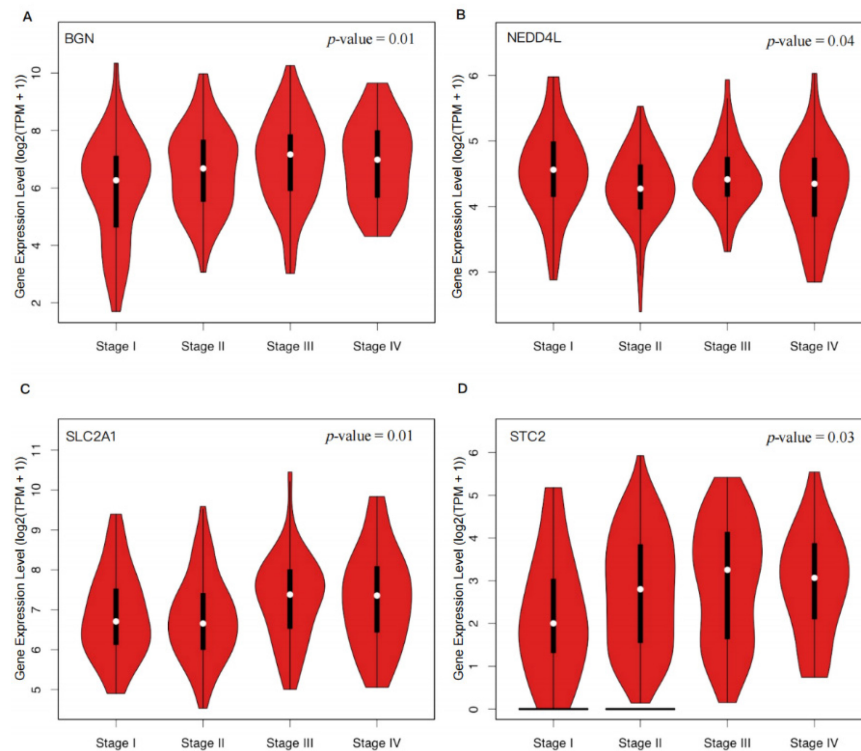 A
BGN
p-value = 0.01
Gene Expression Level (log2(TPM + 1))
10
8
6
4
2
Stage I Stage II Stage III Stage IV
B
NEDD4L
p-value = 0.04
Gene Expression Level (log2(TPM + 1))
6
5
4
3
Stage I Stage II Stage III Stage IV
C
SLC2A1
p-value = 0.01
Gene Expression Level (log2(TPM + 1))
11
10
9
8
7
6
5
Stage I Stage II Stage III Stage IV
D
STC2
p-value = 0.03
Gene Expression Level (log2(TPM + 1))
6
5
4
3
2
1
0
Stage I Stage II Stage III Stage IV